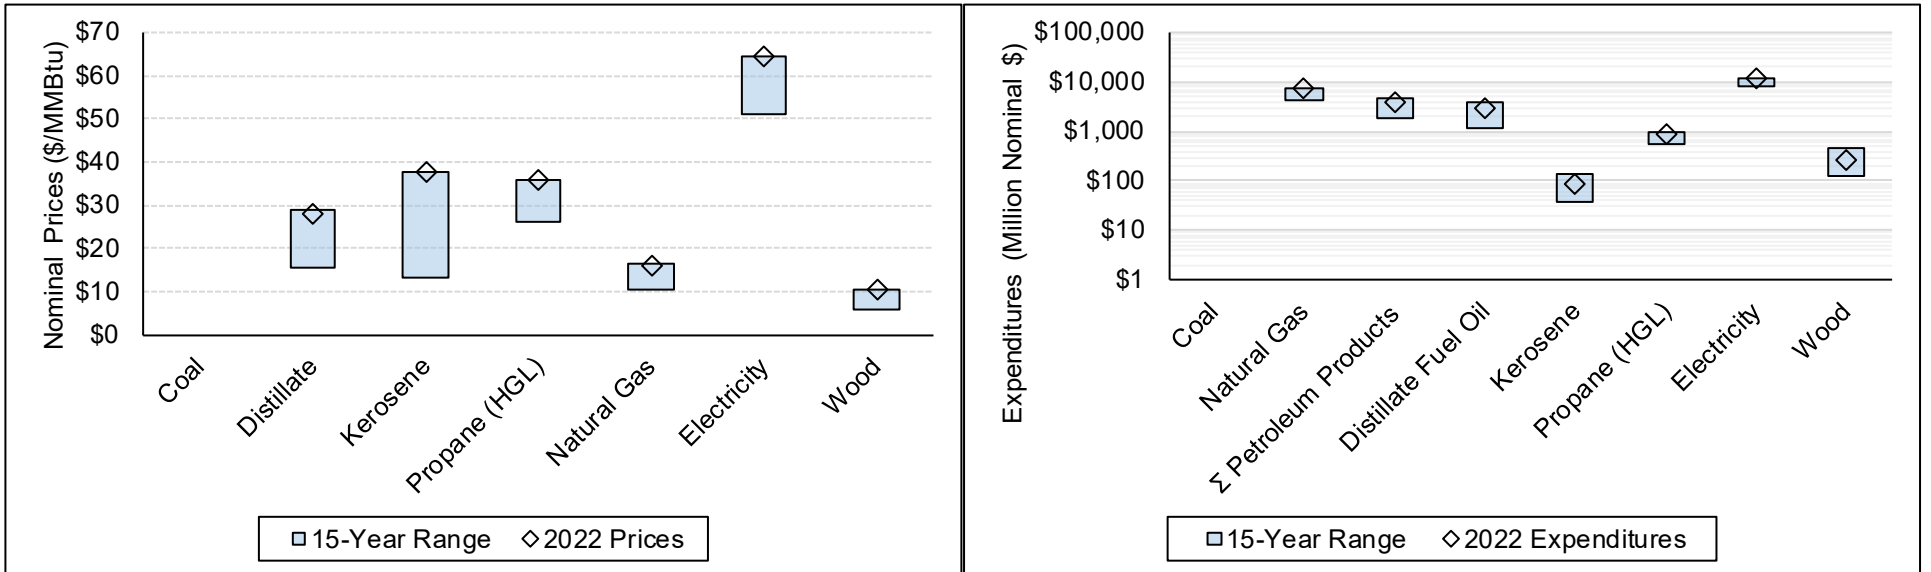 Nominal Prices ($/MMBtu)
$70
$60
$50
$40
$30
$20
$10
$0
Coal
Distillate
Kerosene
Propane (HGL)
Natural Gas
Electricity
Wood
15-Year Range
2022 Prices
Expenditures (Million Nominal $)
$100,000
$10,000
$1,000
$100
$10
$1
Coal
Natural Gas
Σ Petroleum Products
Distillate Fuel Oil
Kerosene
Propane (HGL)
Electricity
Wood
15-Year Range
2022 Expenditures